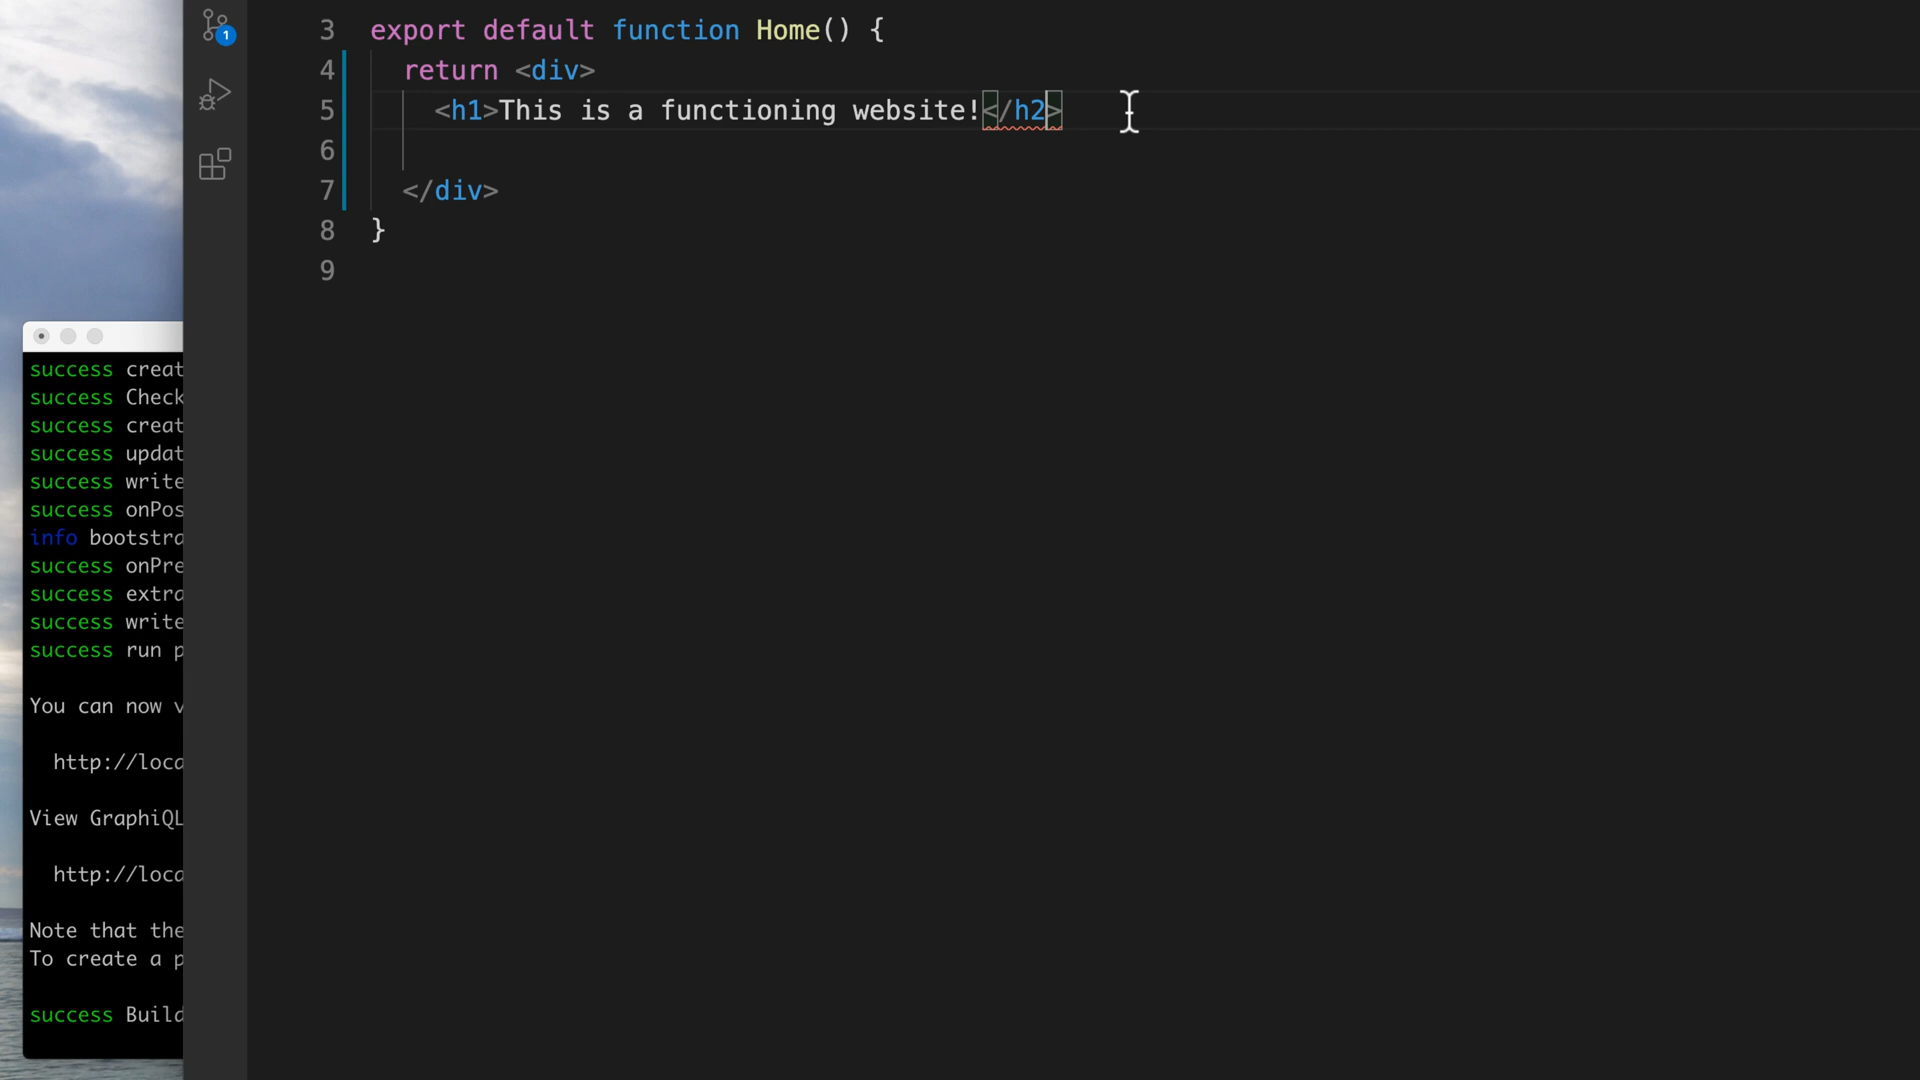 1
3 export default function Home() {
4 return <div>
5 <h1>This is a functioning website!</h2>
6
7 </div>
8 }
9
success creat
success Check
success creat
success updat
success write
success onPos
info bootstra
success onPre
success extra
success write
success run p
You can now v
http://loca
View GraphiQL
http://loca
Note that the
To create a p
success Build